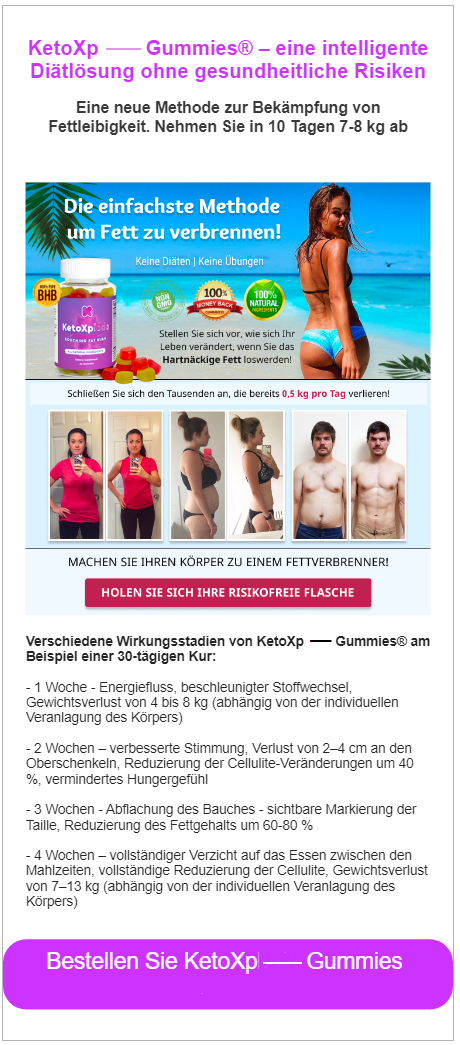 KetoXp Gummies® – eine intelligente
Diätlösung ohne gesundheitliche Risiken
Eine neue Methode zur Bekämpfung von
Fettleibigkeit. Nehmen Sie in 10 Tagen 7-8 kg ab
Die einfachste Methode
um Fett zu verbrennen!
Keine Diäten | Keine Übungen
BHB
KetoXp
NON
GMO
100%
MONEY BACK
100%
NATURAL
INGREDIENTS
Stellen Sie sich vor, wie sich Ihr
Leben verändert, wenn Sie das
Hartnäckige Fett loswerden!
Schließen Sie sich den Tausenden an, die bereits 0,5 kg pro Tag verlieren!
MACHEN SIE IHREN KÖRPER ZU EINEM FETTVERBRENNER!
HOLEN SIE SICH IHRE RISIKOFREIE FLASCHE
Verschiedene Wirkungsstadien von KetoXp Gummies® am
Beispiel einer 30-tägigen Kur:
- 1 Woche - Energiefluss, beschleunigter Stoffwechsel,
Gewichtsverlust von 4 bis 8 kg (abhängig von der individuellen
Veranlagung des Körpers)
- 2 Wochen – verbesserte Stimmung, Verlust von 2–4 cm an den
Oberschenkeln, Reduzierung der Cellulite-Veränderungen um 40
%, vermindertes Hungergefühl
- 3 Wochen - Abflachung des Bauches - sichtbare Markierung der
Taille, Reduzierung des Fettgehalts um 60-80 %
- 4 Wochen – vollständiger Verzicht auf das Essen zwischen den
Mahlzeiten, vollständige Reduzierung der Cellulite, Gewichtsverlust
von 7–13 kg (abhängig von der individuellen Veranlagung des
Körpers)
Bestellen Sie KetoXp Gummies